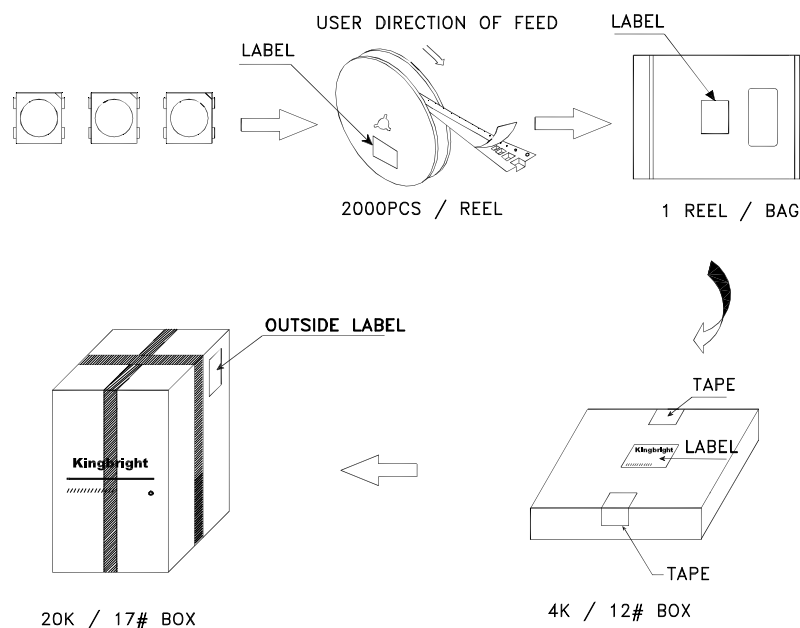 USER DIRECTION OF FEED
LABEL
LABEL
2000PCS / REEL
1 REEL / BAG
OUTSIDE LABEL
TAPE
Kingbright
LABEL
Kingbright
TAPE
20K / 17# BOX
4K / 12# BOX